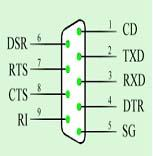 1 CD
DSR 6
2 TXD
RTS 7
3 RXD
CTS 8
4 DTR
RI 9
5 SG